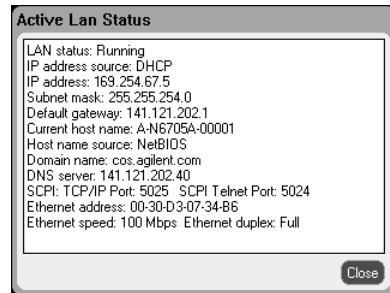 Active Lan Status
LAN status: Running
IP address source: DHCP
IP address: 169.254.67.5
Subnet mask: 255.255.254.0
Default gateway: 141.121.202.1
Current host name: A-N6705A-00001
Host name source: NetBIOS
Domain name: cos.agilent.com
DNS server: 141.121.202.40
SCPI: TCP/IP Port: 5025 SCPI Telnet Port: 5024
Ethernet address: 00-30-D3-07-34-B6
Ethernet speed: 100 Mbps Ethernet duplex: Full
Close